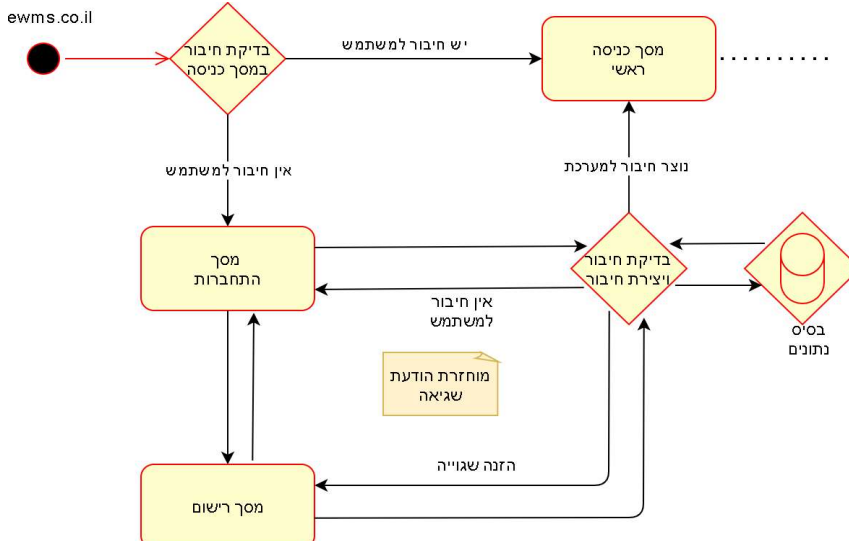 ewms.co.il
בדיקת חיבור
במסך כניסה
יש חיבור למשתמש
מסך כניסה
ראשי
אין חיבור למשתמש
נוצר חיבור למערכת
מסך
התחברות
בדיקת חיבור
ויצירת חיבור
אין חיבור
למשתמש
בסיס
נתונים
מוחזרת הודעת
שגיאה
הזנה שגוייה
מסך רישום